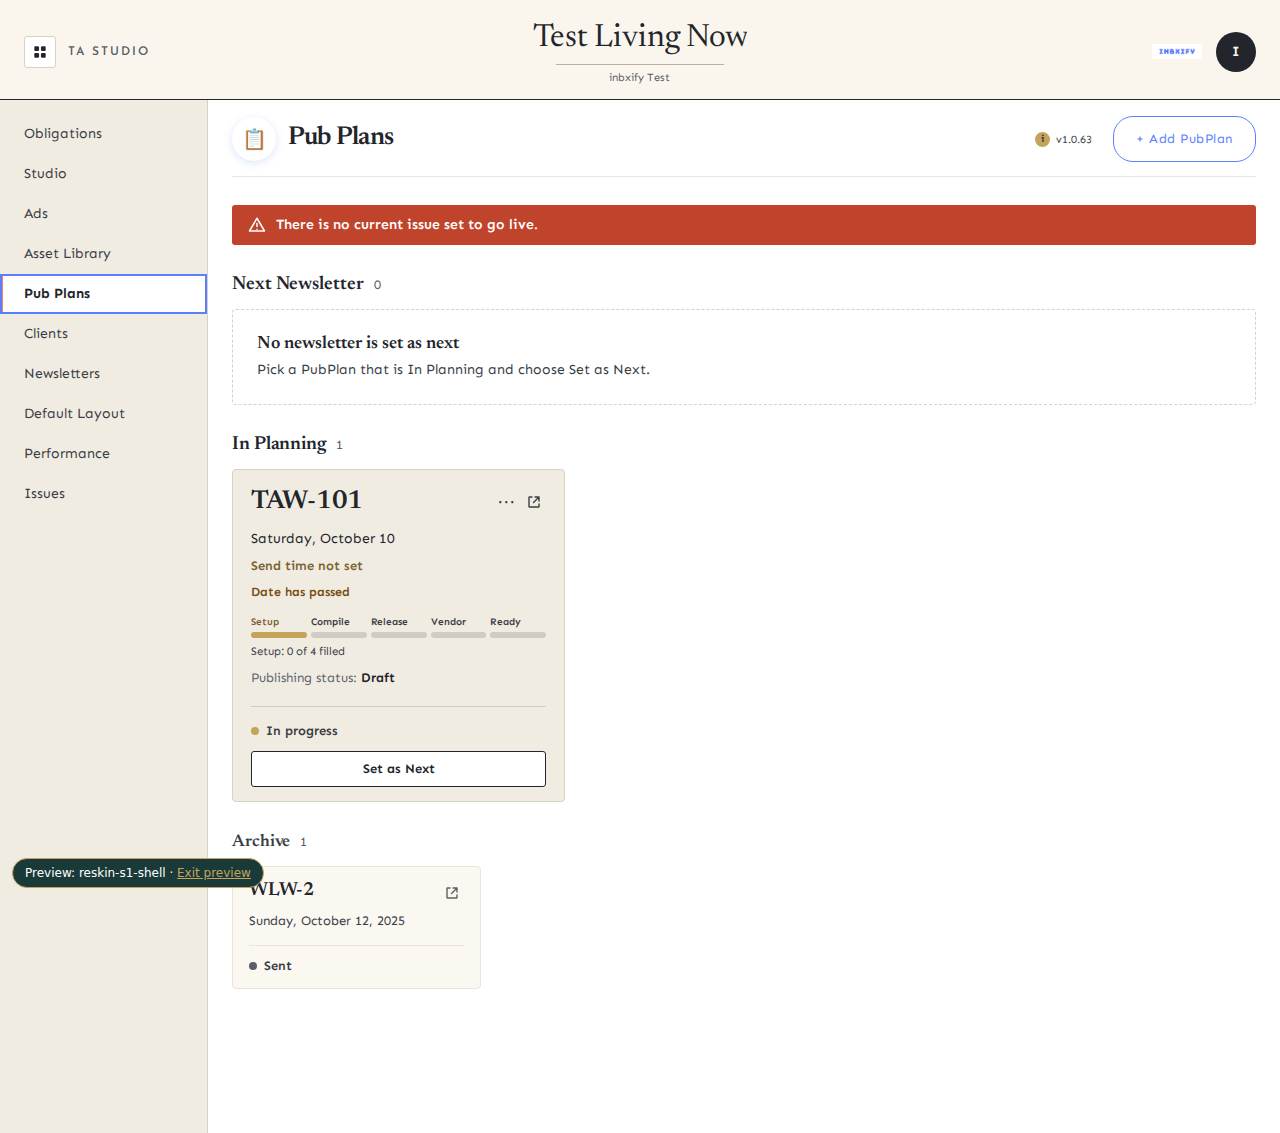 TA STUDIO
Test Living Now
inbxify Test
INBXIFY
I
Obligations
Studio
Ads
Asset Library
Pub Plans
Clients
Newsletters
Default Layout
Performance
Issues
Pub Plans
i v1.0.63
+ Add PubPlan
There is no current issue set to go live.
Next Newsletter 0
No newsletter is set as next
Pick a PubPlan that is In Planning and choose Set as Next.
In Planning 1
TAW-101
Saturday, October 10
Send time not set
Date has passed
Setup Compile Release Vendor Ready
Setup: 0 of 4 filled
Publishing status: Draft
In progress
Set as Next
Archive 1
Preview: reskin-s1-shell · Exit preview
WLW-2
Sunday, October 12, 2025
Sent